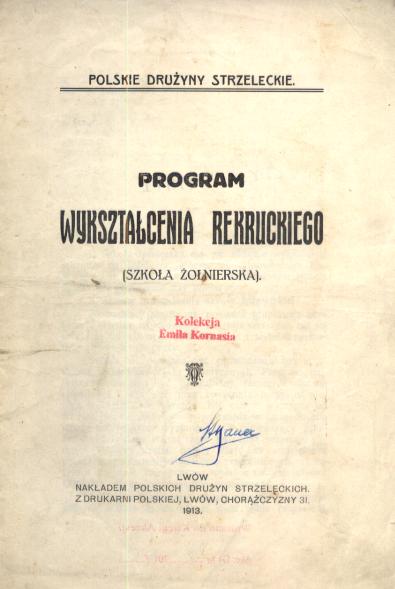 POLSKIE DRUŻYNY STRZELECKIE.
PROGRAM
WYKSZTAŁCENIA REKRUCKIEGO
(SZKOŁA ŻOŁNIERSKA).
Kolekcja
Emila Kornasia
LWÓW
NAKŁADEM POLSKICH DRUŻYN STRZELECKICH.
Z DRUKARNI POLSKIEJ, LWÓW, CHORĄŻCZYZNY 31.
1913.